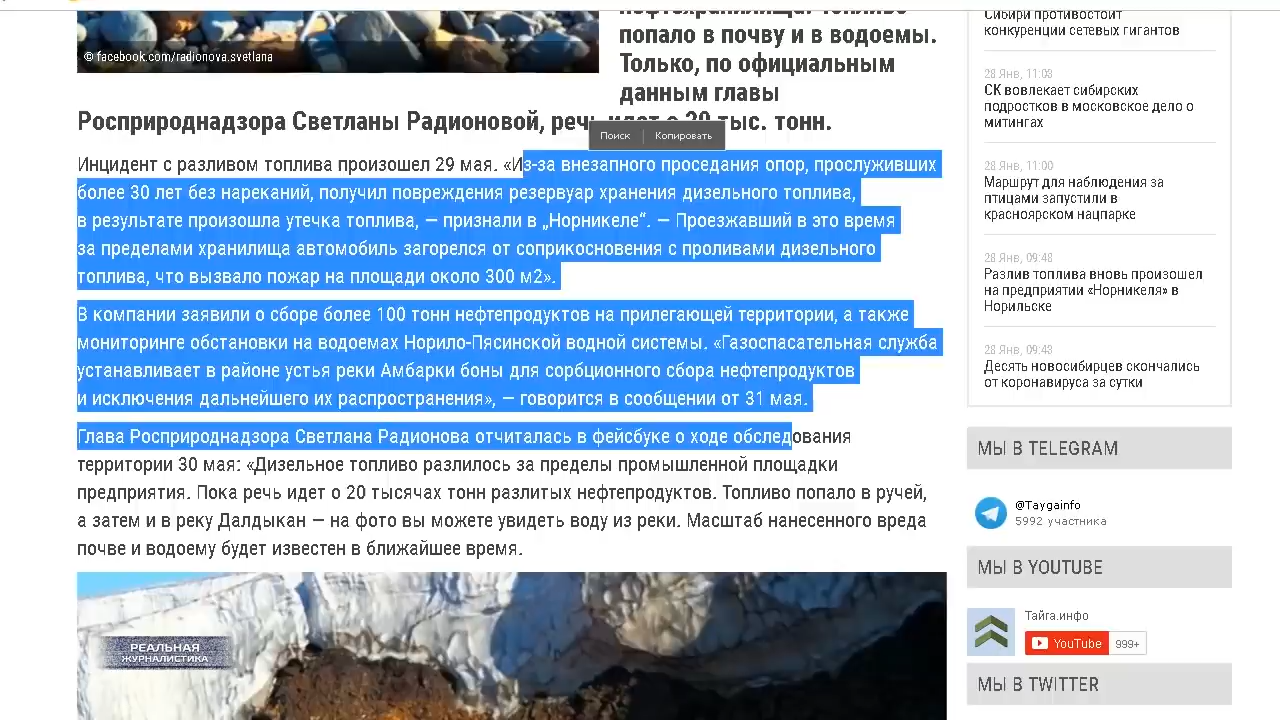 нефтехранилища. Топливо
попало в почву и в водоемы.
Только, по официальным
данным главы
Росприроднадзора Светланы Радионовой, речь идет о 20 тыс. тонн.
© facebook.com/radionova.svetlana
Поиск
Копировать
Инцидент с разливом топлива произошел 29 мая. «Из-за внезапного проседания опор, прослуживших
более 30 лет без нареканий, получил повреждения резервуар хранения дизельного топлива,
в результате произошла утечка топлива, — признали в „Норникеле“. — Проезжавший в это время
за пределами хранилища автомобиль загорелся от соприкосновения с проливами дизельного
топлива, что вызвало пожар на площади около 300 м2».
В компании заявили о сборе более 100 тонн нефтепродуктов на прилегающей территории, а также
мониторинге обстановки на водоемах Норило-Пясинской водной системы. «Газоспасательная служба
устанавливает в районе устья реки Амбарки боны для сорбционного сбора нефтепродуктов
и исключения дальнейшего их распространения», — говорится в сообщении от 31 мая.
Глава Росприроднадзора Светлана Радионова отчиталась в фейсбуке о ходе обследования
территории 30 мая: «Дизельное топливо разлилось за пределы промышленной площадки
предприятия. Пока речь идет о 20 тысячах тонн разлитых нефтепродуктов. Топливо попало в ручей,
а затем и в реку Далдыкан — на фото вы можете увидеть воду из реки. Масштаб нанесенного вреда
почве и водоему будет известен в ближайшее время.
РЕАЛЬНАЯ
ЖУРНАЛИСТИКА
Сибири противостоит
конкуренции сетевых гигантов
28 Янв, 11:03
СК вовлекает сибирских
подростков в московское дело о
митингах
28 Янв, 11:00
Маршрут для наблюдения за
птицами запустили в
красноярском нацпарке
28 Янв, 09:48
Разлив топлива вновь произошел
на предприятии «Норникеля» в
Норильске
28 Янв, 09:43
Десять новосибирцев скончались
от коронавируса за сутки
МЫ В TELEGRAM
@Taygainfo
5992 участника
МЫ В YOUTUBE
Тайга.инфо
YouTube 999+
МЫ В TWITTER